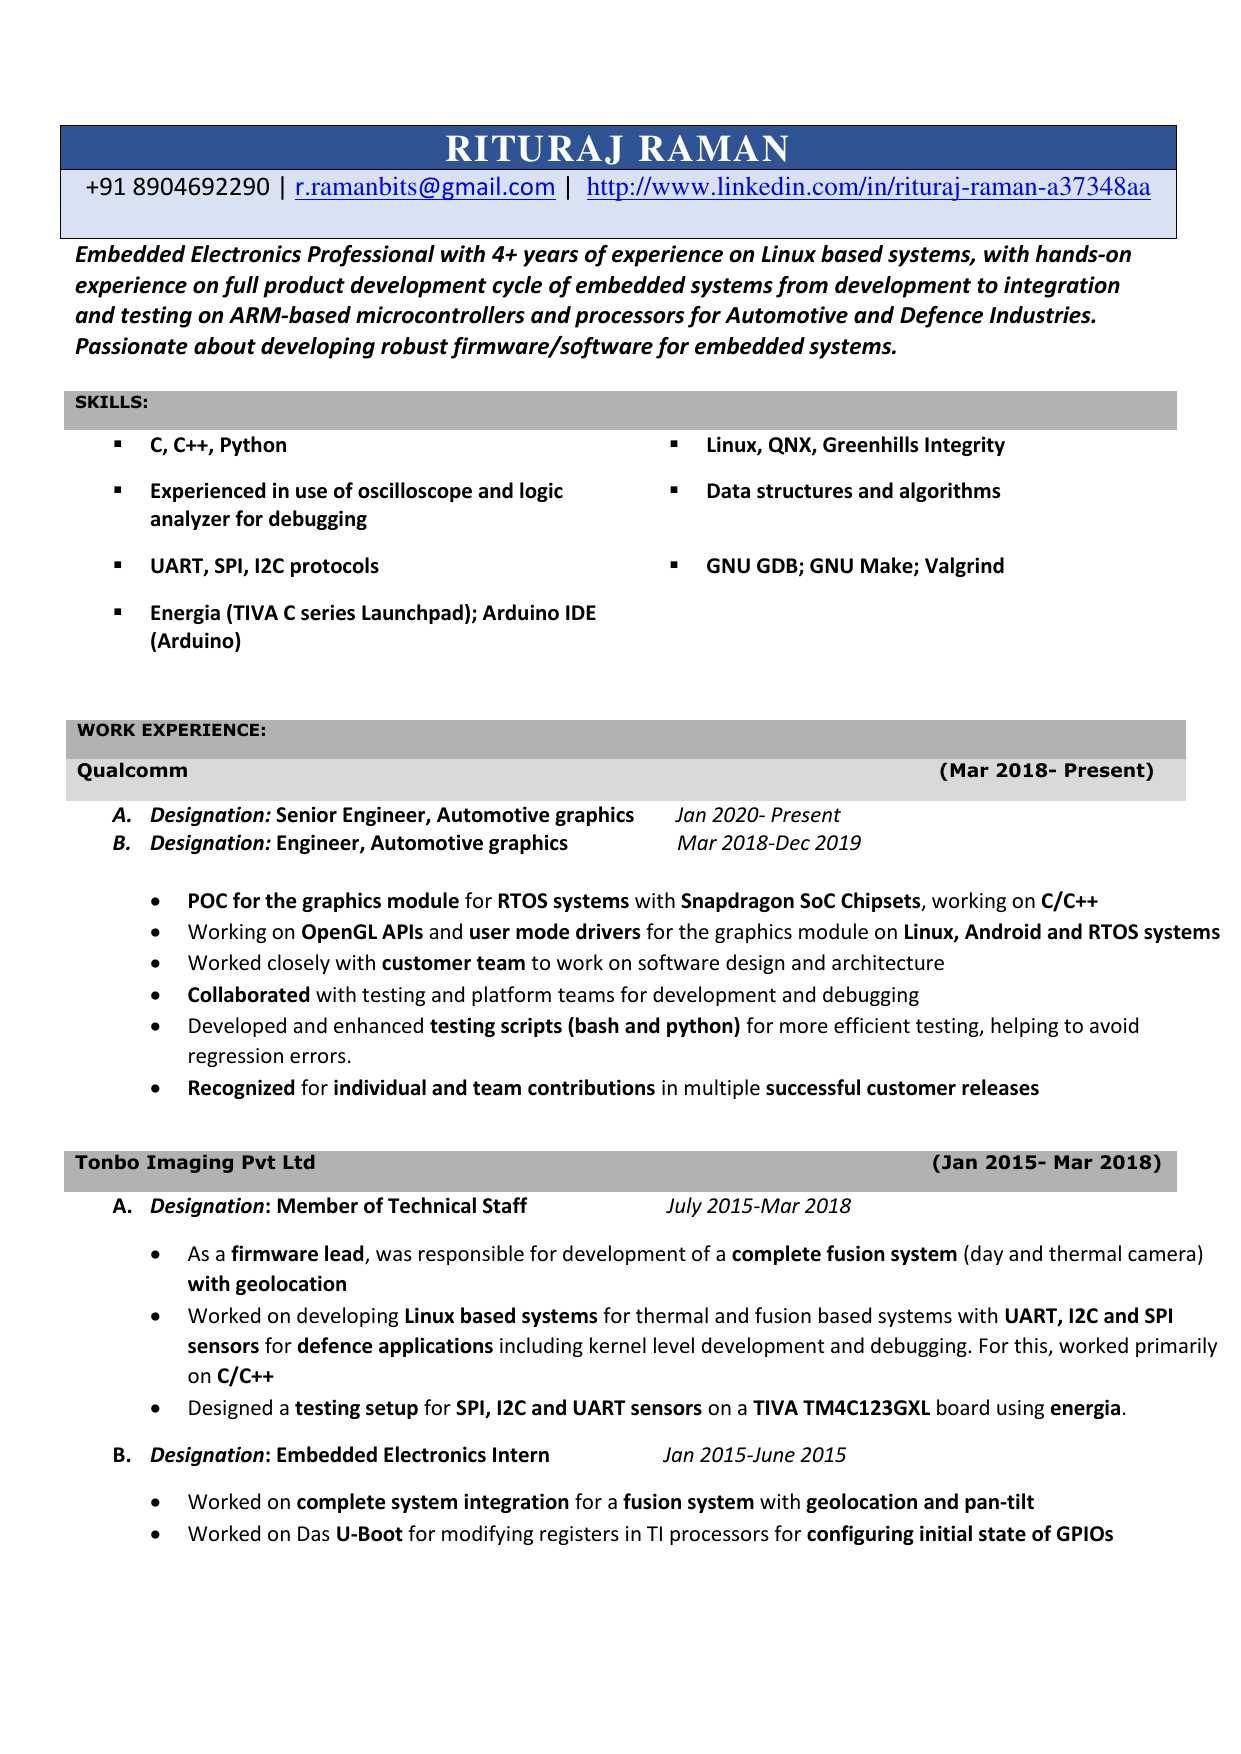 RITURAJ RAMAN
+91 8904692290 | r.ramanbits@gmail.com | http://www.linkedin.com/in/rituraj-raman-a37348aa
Embedded Electronics Professional with 4+ years of experience on Linux based systems, with hands-on
experience on full product development cycle of embedded systems from development to integration
and testing on ARM-based microcontrollers and processors for Automotive and Defence Industries.
Passionate about developing robust firmware/software for embedded systems.
SKILLS:
▪ C, C++, Python
▪ Linux, QNX, Greenhills Integrity
▪ Experienced in use of oscilloscope and logic
analyzer for debugging
▪ Data structures and algorithms
▪ UART, SPI, I2C protocols
▪ GNU GDB; GNU Make; Valgrind
▪ Energia (TIVA C series Launchpad); Arduino IDE
(Arduino)
WORK EXPERIENCE:
Qualcomm (Mar 2018- Present)
A. Designation: Senior Engineer, Automotive graphics Jan 2020- Present
B. Designation: Engineer, Automotive graphics Mar 2018-Dec 2019
• POC for the graphics module for RTOS systems with Snapdragon SoC Chipsets, working on C/C++
• Working on OpenGL APIs and user mode drivers for the graphics module on Linux, Android and RTOS systems
• Worked closely with customer team to work on software design and architecture
• Collaborated with testing and platform teams for development and debugging
• Developed and enhanced testing scripts (bash and python) for more efficient testing, helping to avoid
regression errors.
• Recognized for individual and team contributions in multiple successful customer releases
Tonbo Imaging Pvt Ltd (Jan 2015- Mar 2018)
A. Designation: Member of Technical Staff July 2015-Mar 2018
• As a firmware lead, was responsible for development of a complete fusion system (day and thermal camera)
with geolocation
• Worked on developing Linux based systems for thermal and fusion based systems with UART, I2C and SPI
sensors for defence applications including kernel level development and debugging. For this, worked primarily
on C/C++
• Designed a testing setup for SPI, I2C and UART sensors on a TIVA TM4C123GXL board using energia.
B. Designation: Embedded Electronics Intern Jan 2015-June 2015
• Worked on complete system integration for a fusion system with geolocation and pan-tilt
• Worked on Das U-Boot for modifying registers in TI processors for configuring initial state of GPIOs